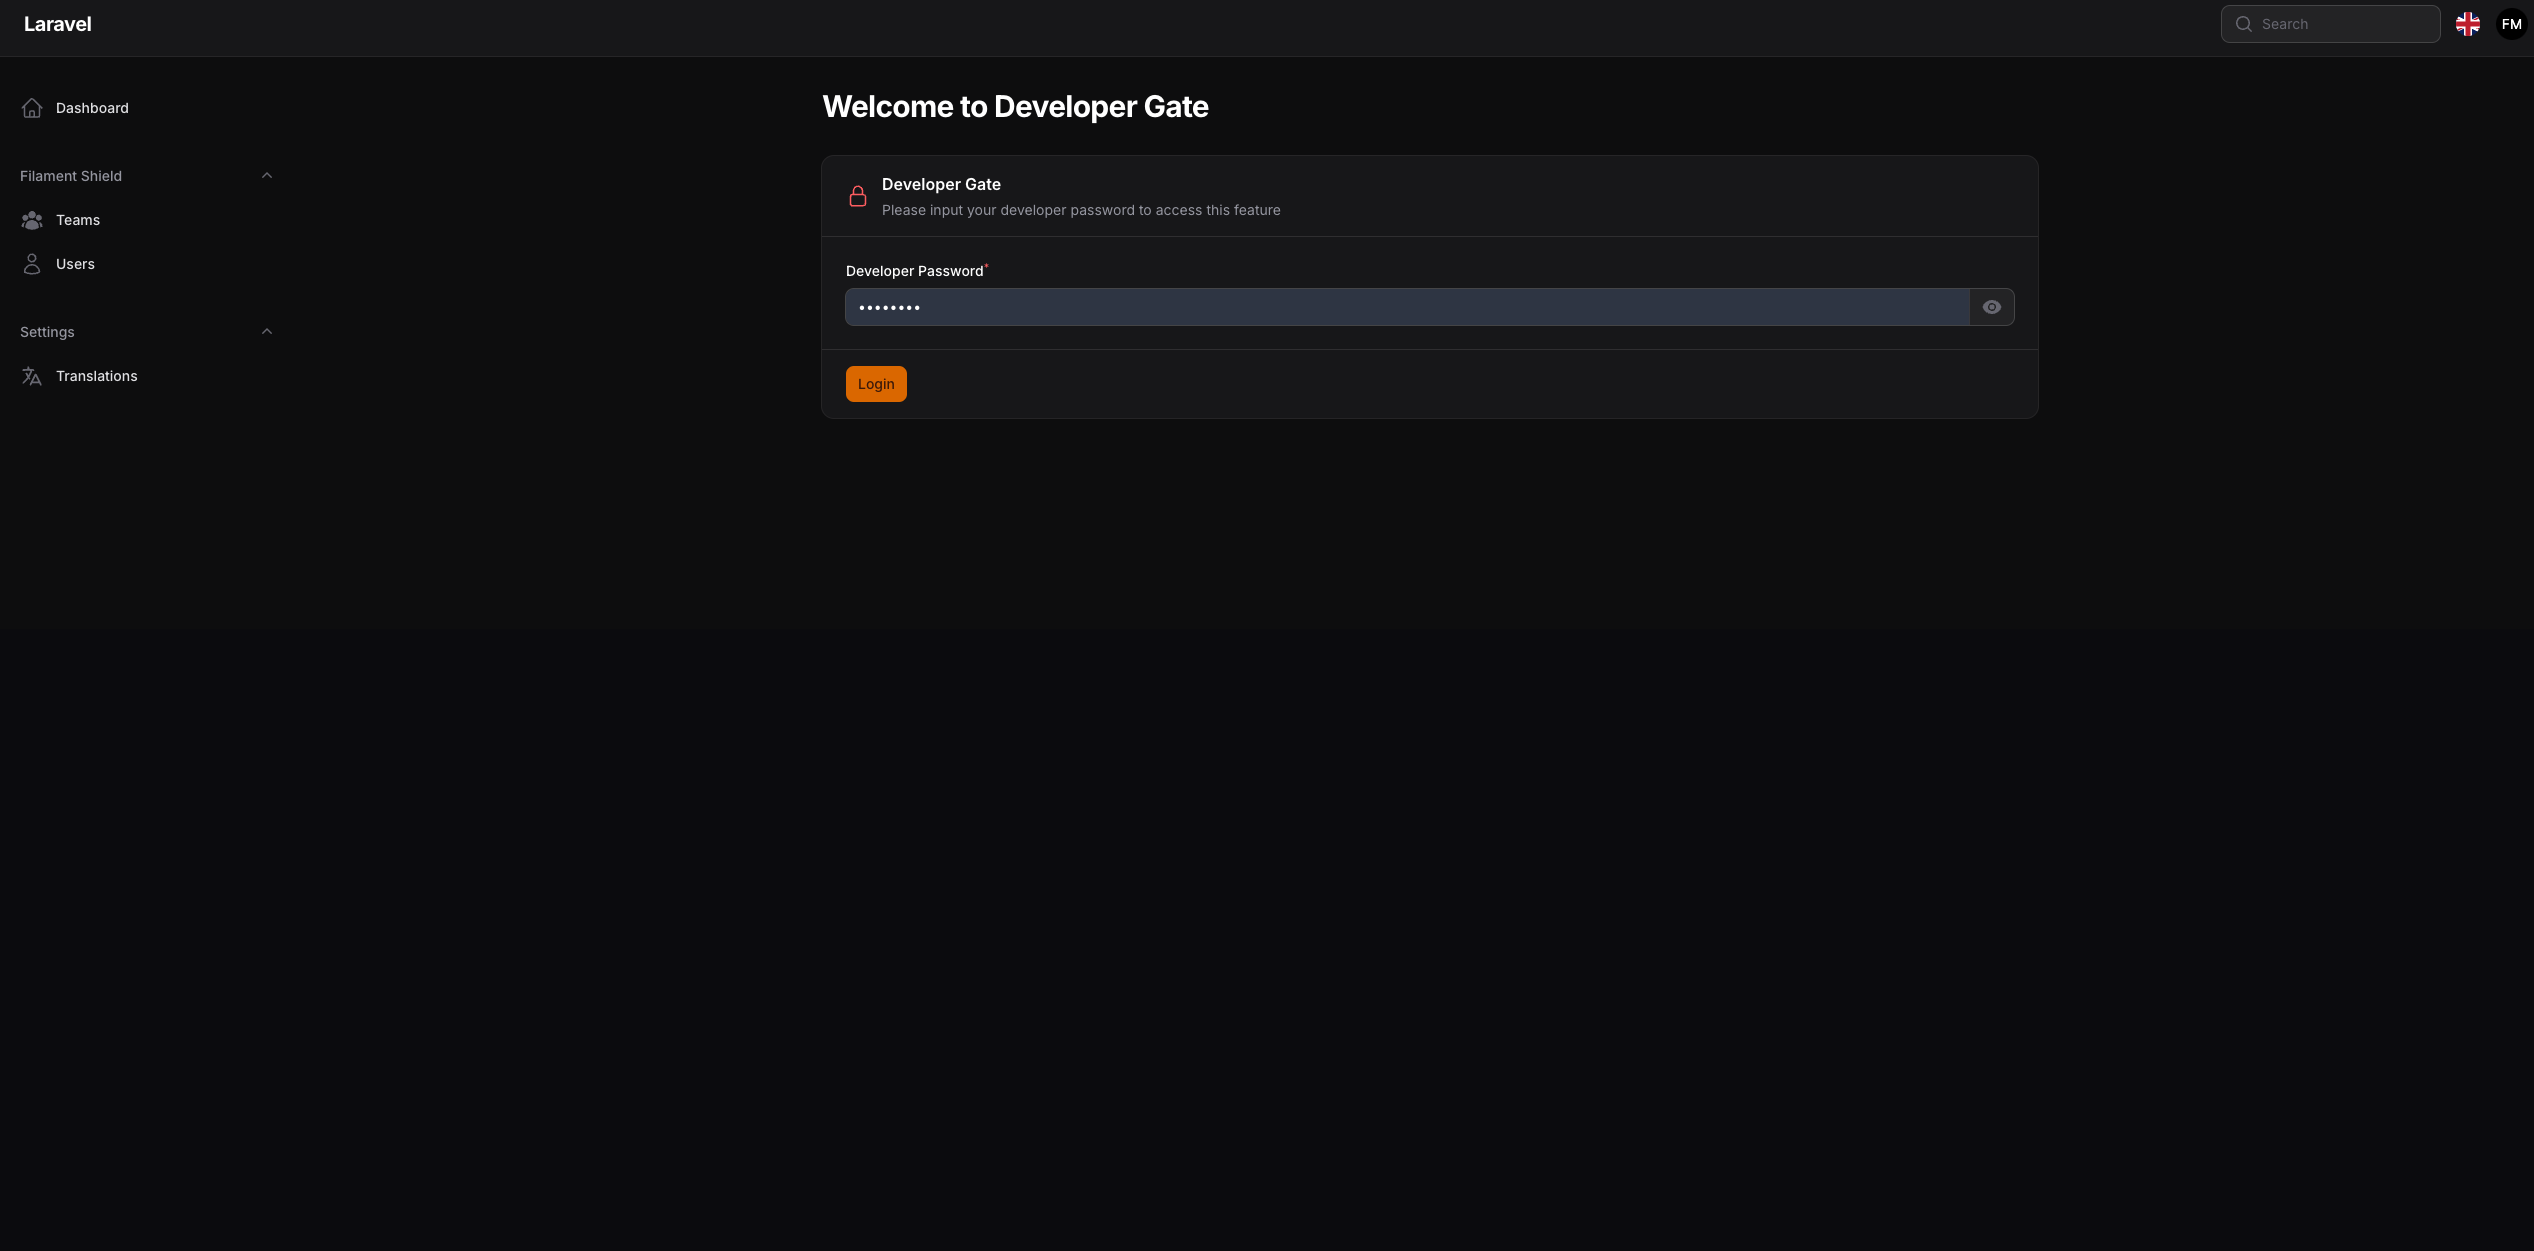 Laravel
Search
FM
Dashboard
Filament Shield
Teams
Users
Settings
Translations
Welcome to Developer Gate
Developer Gate
Please input your developer password to access this feature
Developer Password*
••••••••
Login